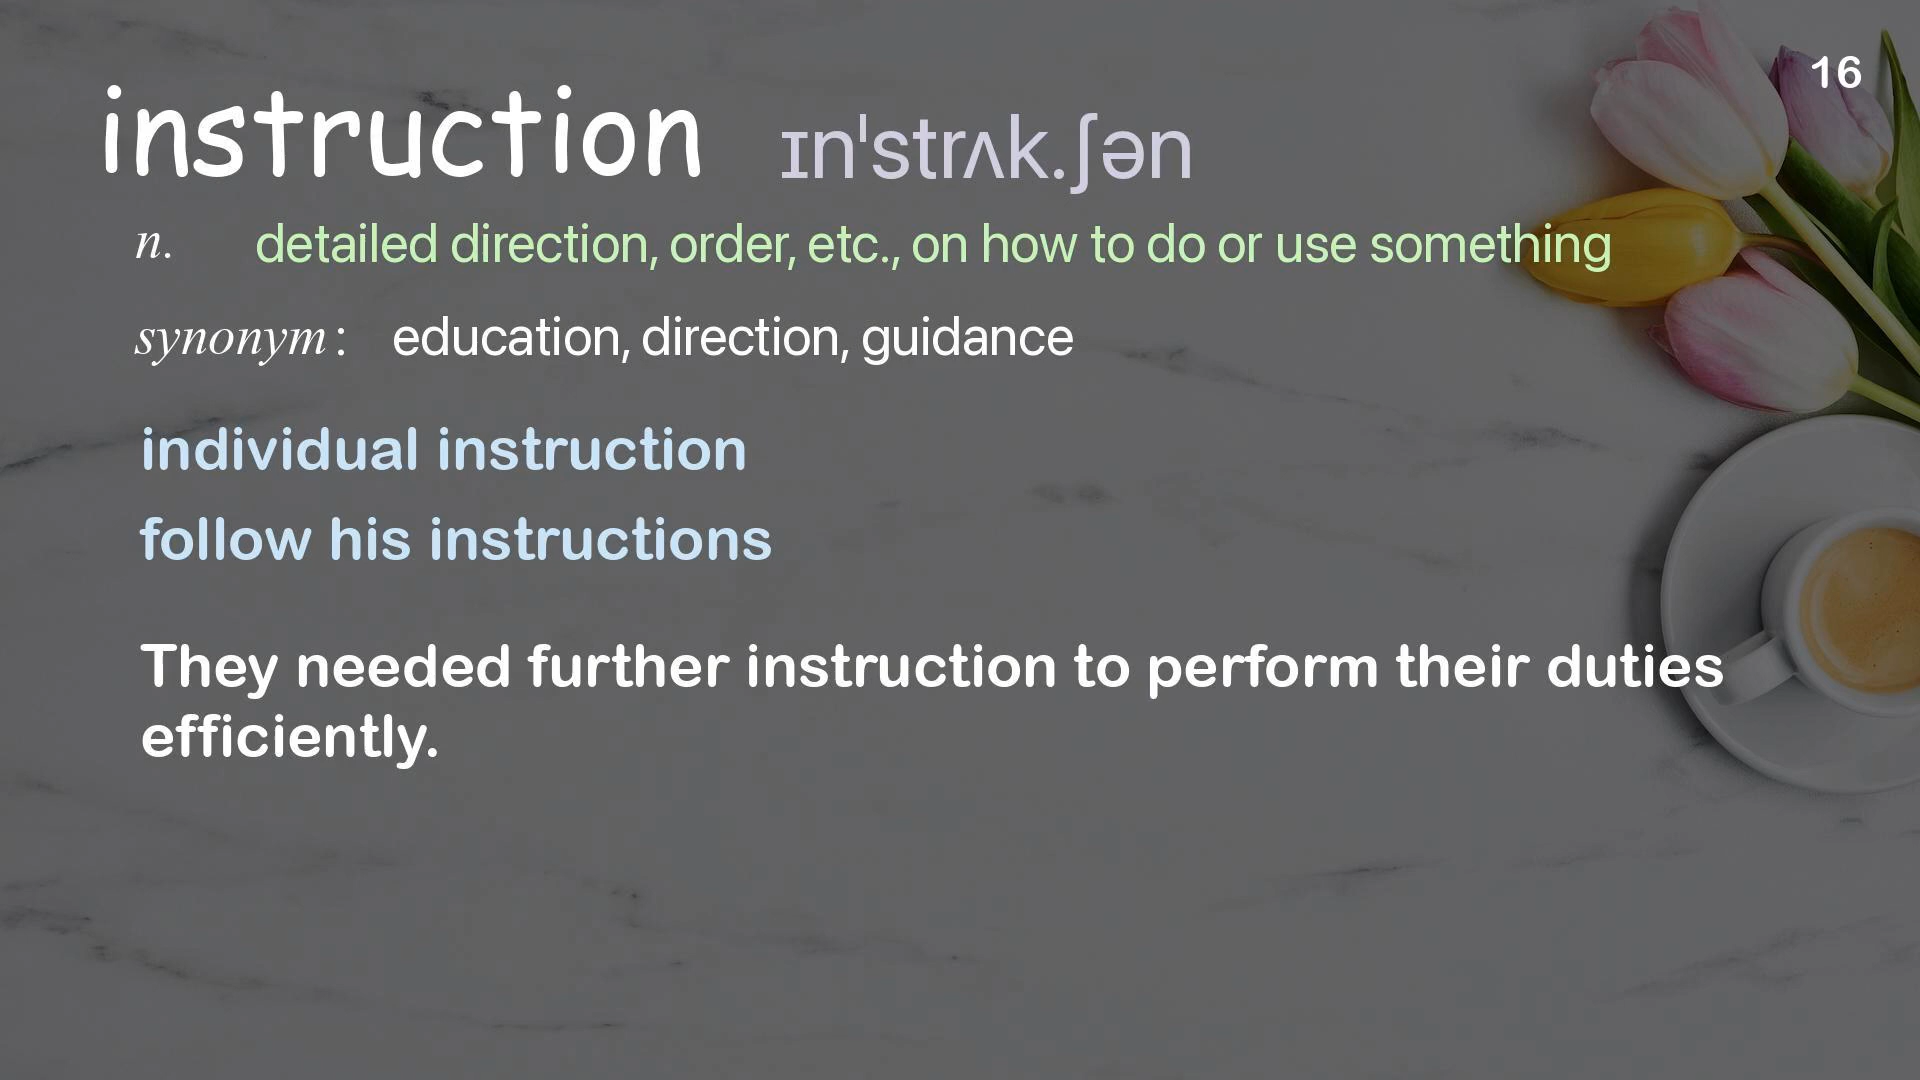 16
instruction ɪnˈstrʌk.ʃən
n. detailed direction, order, etc., on how to do or use something
synonym: education, direction, guidance
individual instruction
follow his instructions
They needed further instruction to perform their duties
efficiently.